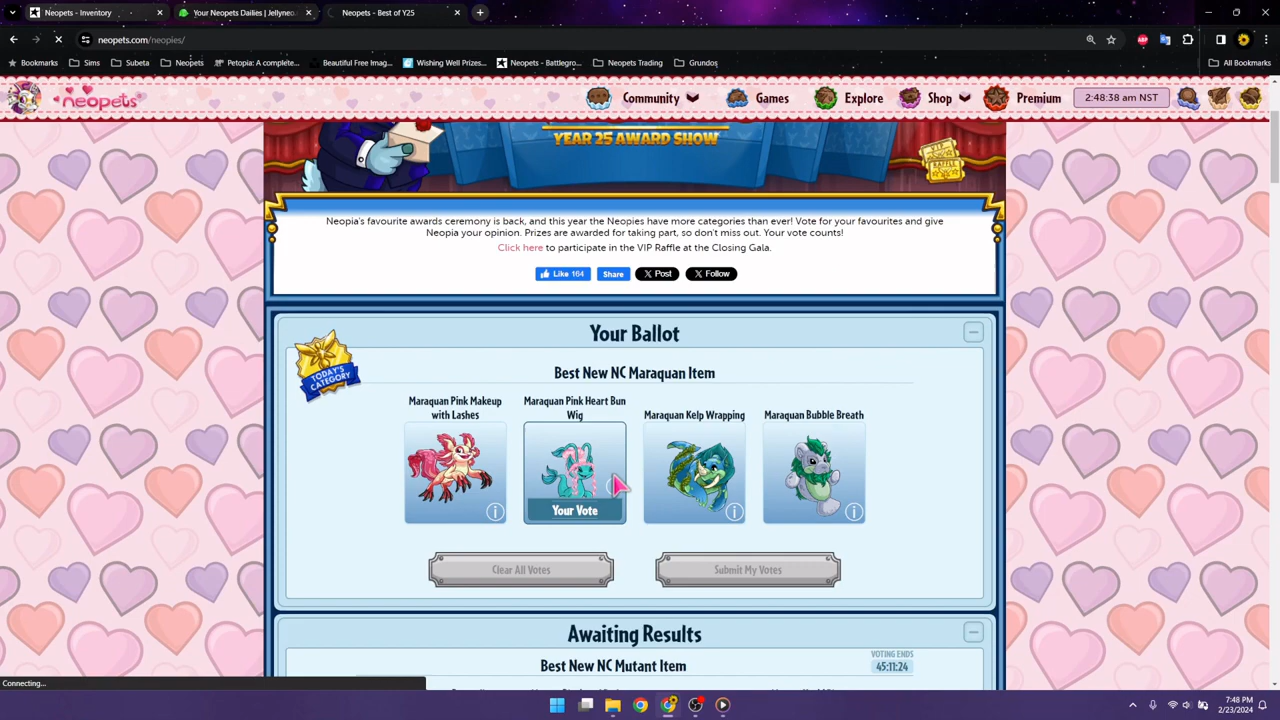 Neopets - Inventory
Your Neopets Dailies | Jellyneo
Neopets - Best of Y25
neopets.com/neopies/
ABP
Bookmarks
Sims
Subeta
Neopets
Petopia: A complete...
Beautiful Free Imag...
Wishing Well Prizes...
Neopets - Battlegro...
Neopets Trading
Grundos
All Bookmarks
neopets
Community
Games
Explore
Shop
Premium
2:48:38 am NST
YEAR 25 AWARD SHOW
VIP
RAFFLE
Neopia's favourite awards ceremony is back, and this year the Neopies have more categories than ever! Vote for your favourites and give
Neopia your opinion. Prizes are awarded for taking part, so don't miss out. Your vote counts!
Click here to participate in the VIP Raffle at the Closing Gala.
Like 164
Share
X Post
X Follow
Your Ballot
TODAY'S
CATEGORY
Best New NC Maraquan Item
Maraquan Pink Makeup
with Lashes
Maraquan Pink Heart Bun
Wig
Maraquan Kelp Wrapping
Maraquan Bubble Breath
Your Vote
Clear All Votes
Submit My Votes
Awaiting Results
VOTING ENDS
45:11:24
Best New NC Mutant Item
Connecting...
7:48 PM
2/23/2024